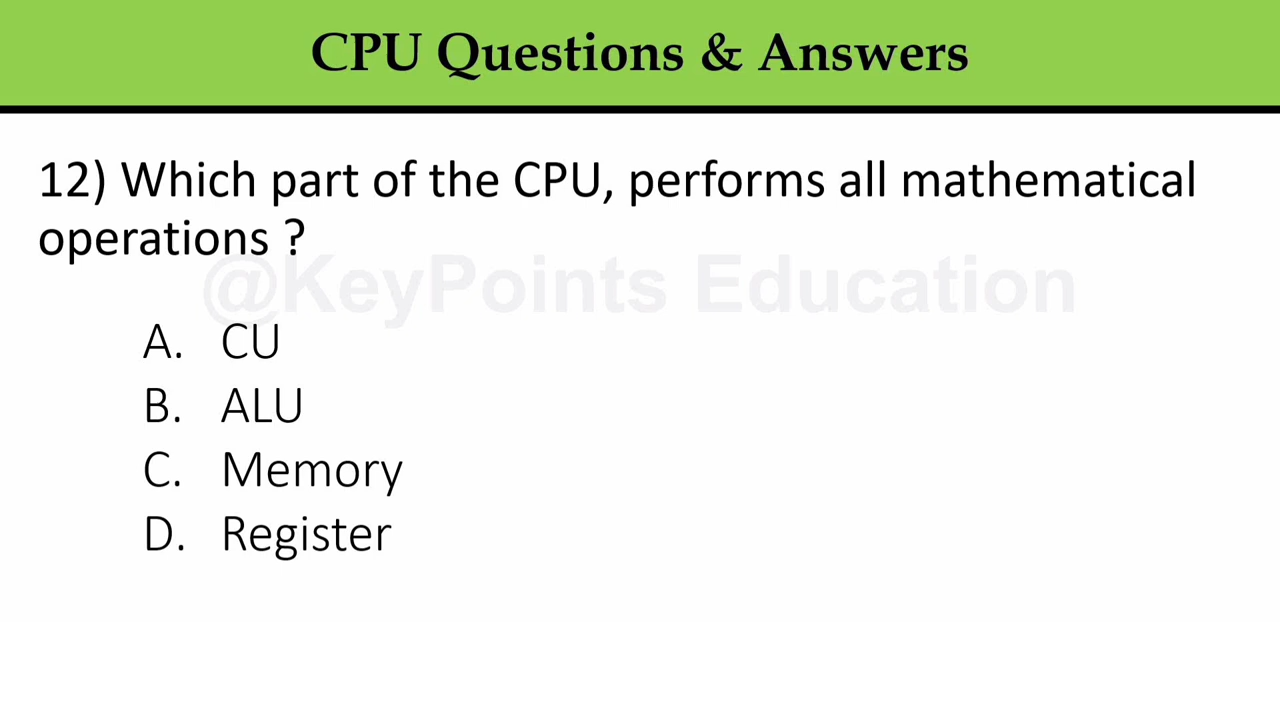 CPU Questions & Answers
12) Which part of the CPU, performs all mathematical
operations ?
@KeyPoints Education
A. CU
B. ALU
C. Memory
D. Register